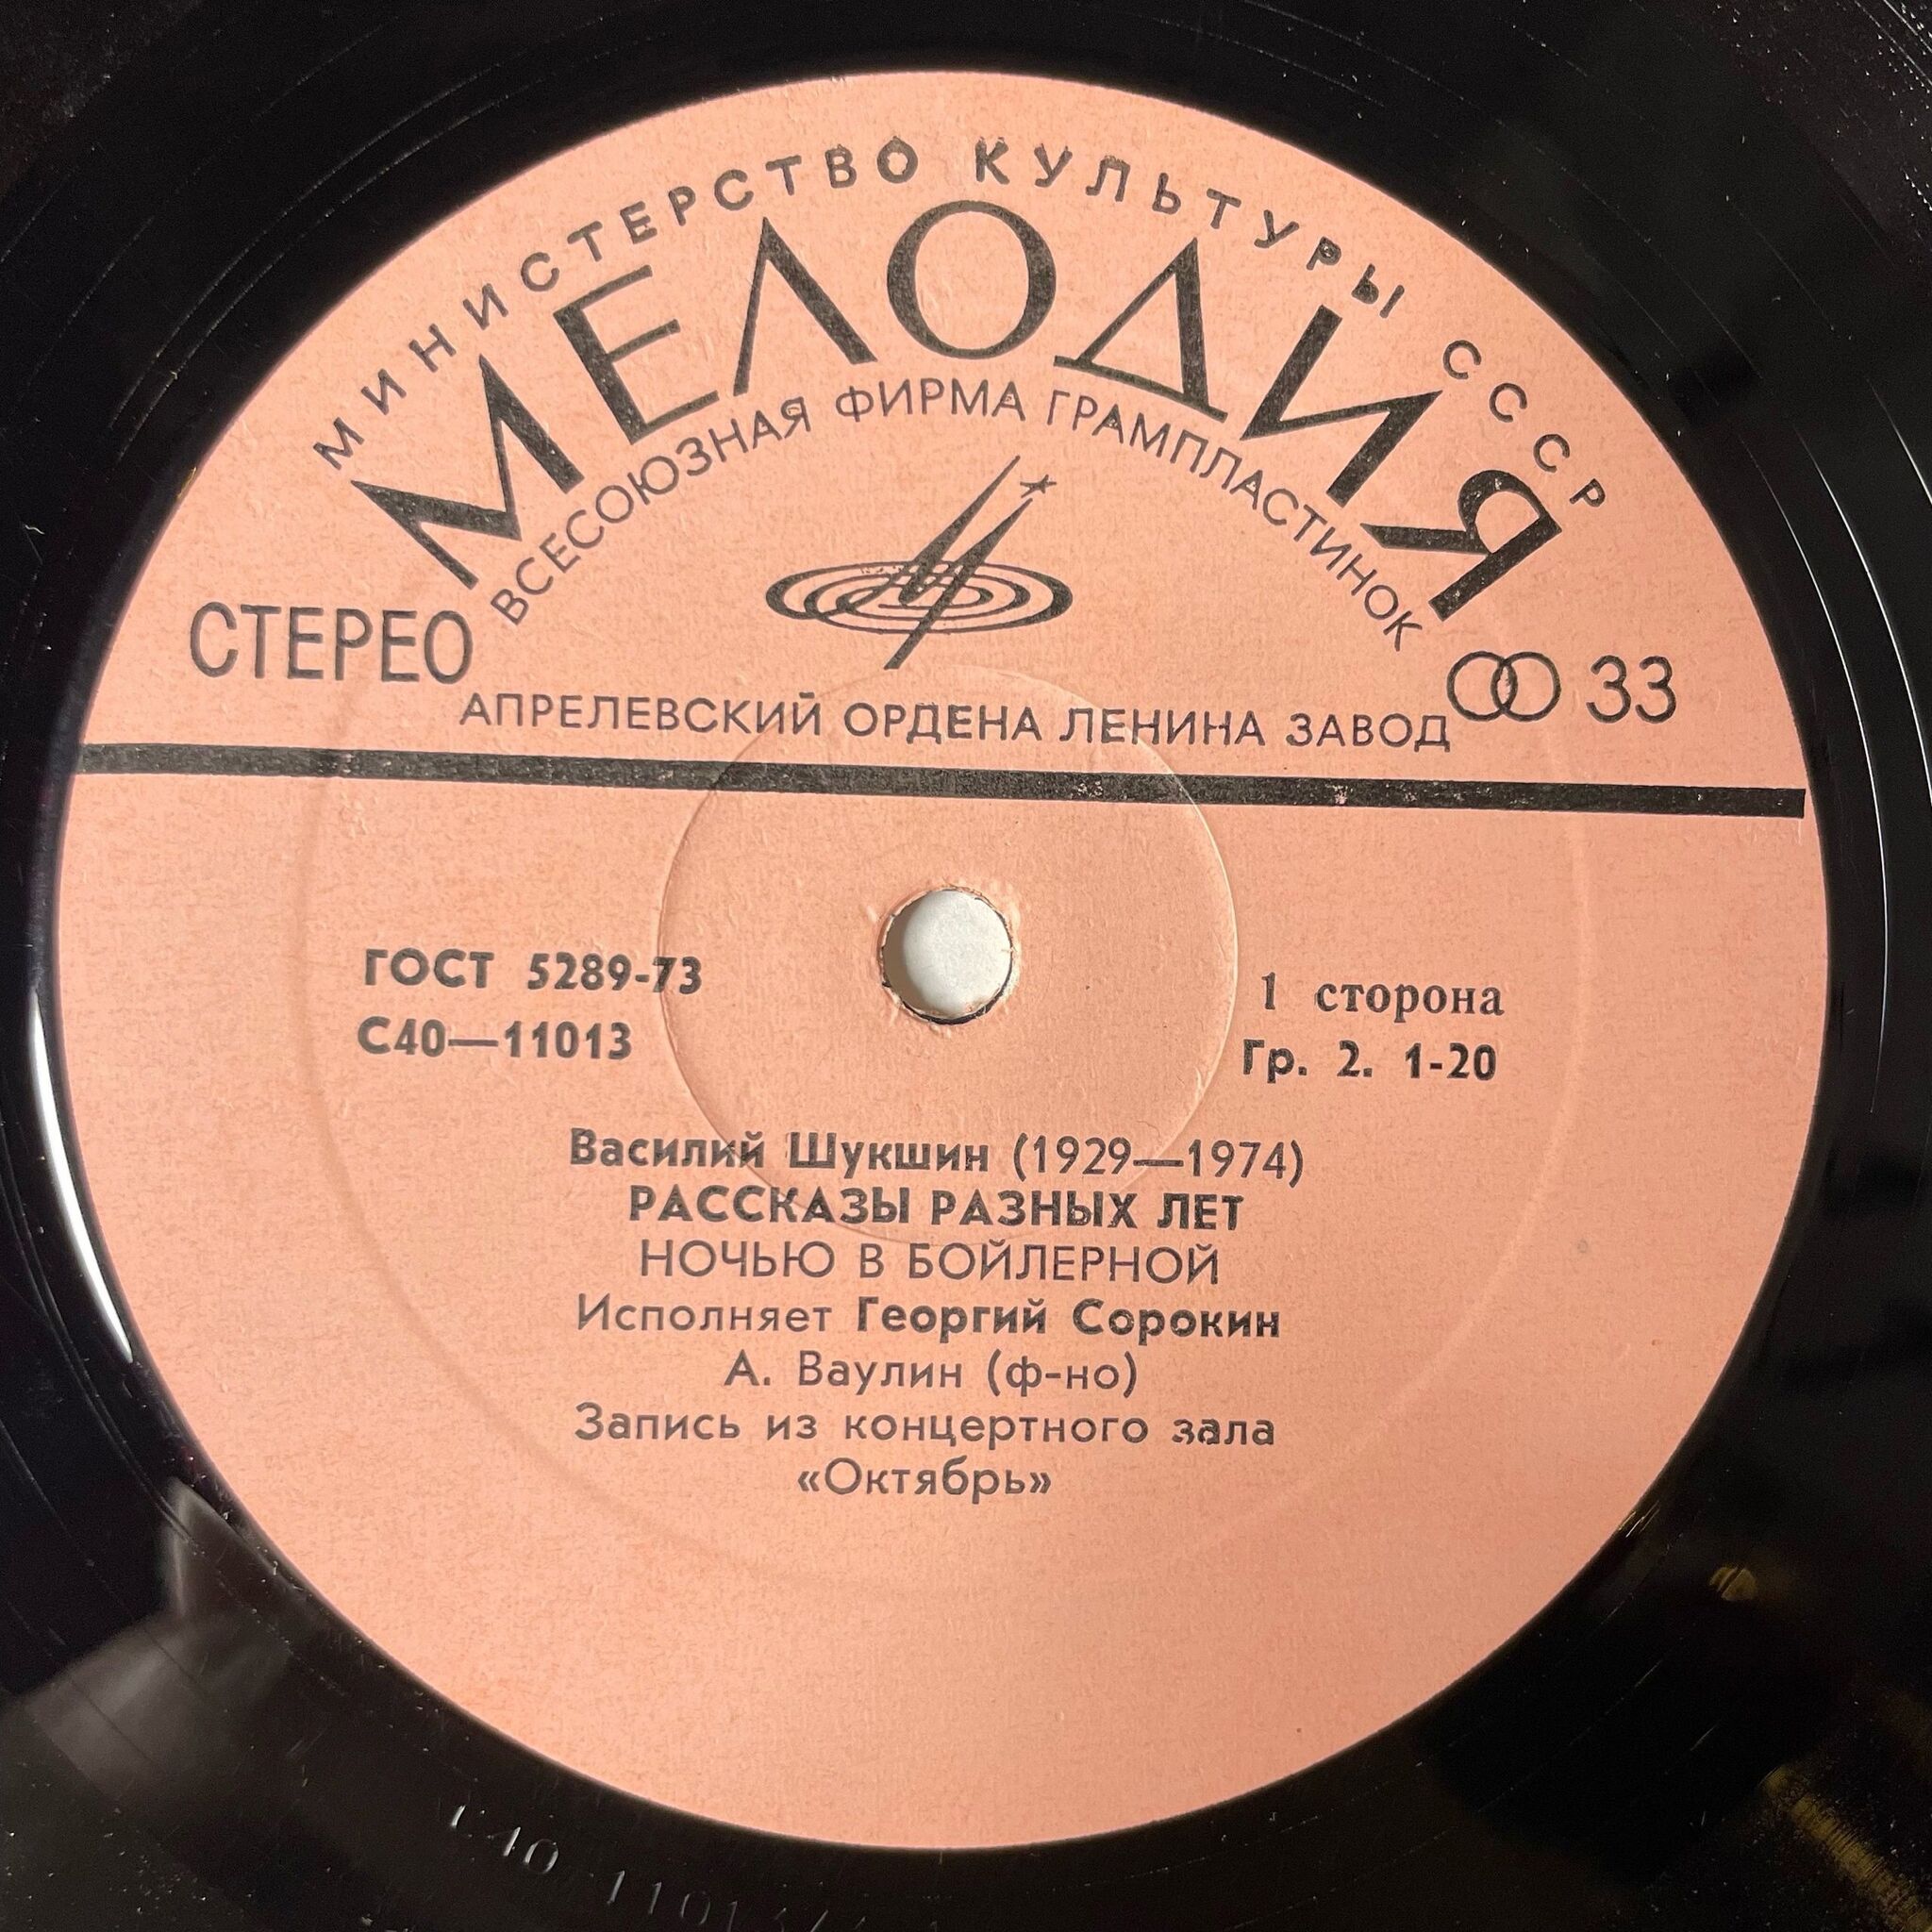 МИНИСТЕРСТВО КУЛЬТУРЫ СССР
МЕЛОДИЯ
ВСЕСОЮЗНАЯ ФИРМА ГРАМПЛАСТИНОК
СТЕРЕО
33
АПРЕЛЕВСКИЙ ОРДЕНА ЛЕНИНА ЗАВОД
ГОСТ 5289-73
С40—11013
1 сторона
Гр. 2. 1-20
Василий Шукшин (1929—1974)
РАССКАЗЫ РАЗНЫХ ЛЕТ
НОЧЬЮ В БОЙЛЕРНОЙ
Исполняет Георгий Сорокин
А. Ваулин (ф-но)
Запись из концертного зала
«Октябрь»